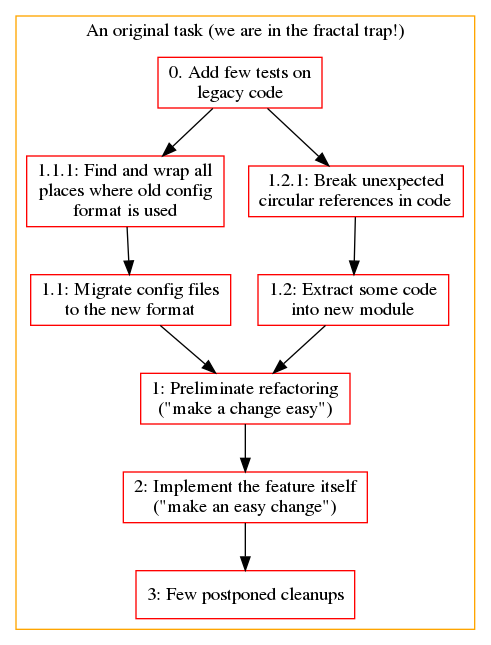 An original task (we are in the fractal trap!)
0. Add few tests on
legacy code
1.1.1: Find and wrap all
places where old config
format is used
1.2.1: Break unexpected
circular references in code
1.1: Migrate config files
to the new format
1.2: Extract some code
into new module
1: Preliminate refactoring
("make a change easy")
2: Implement the feature itself
("make an easy change")
3: Few postponed cleanups